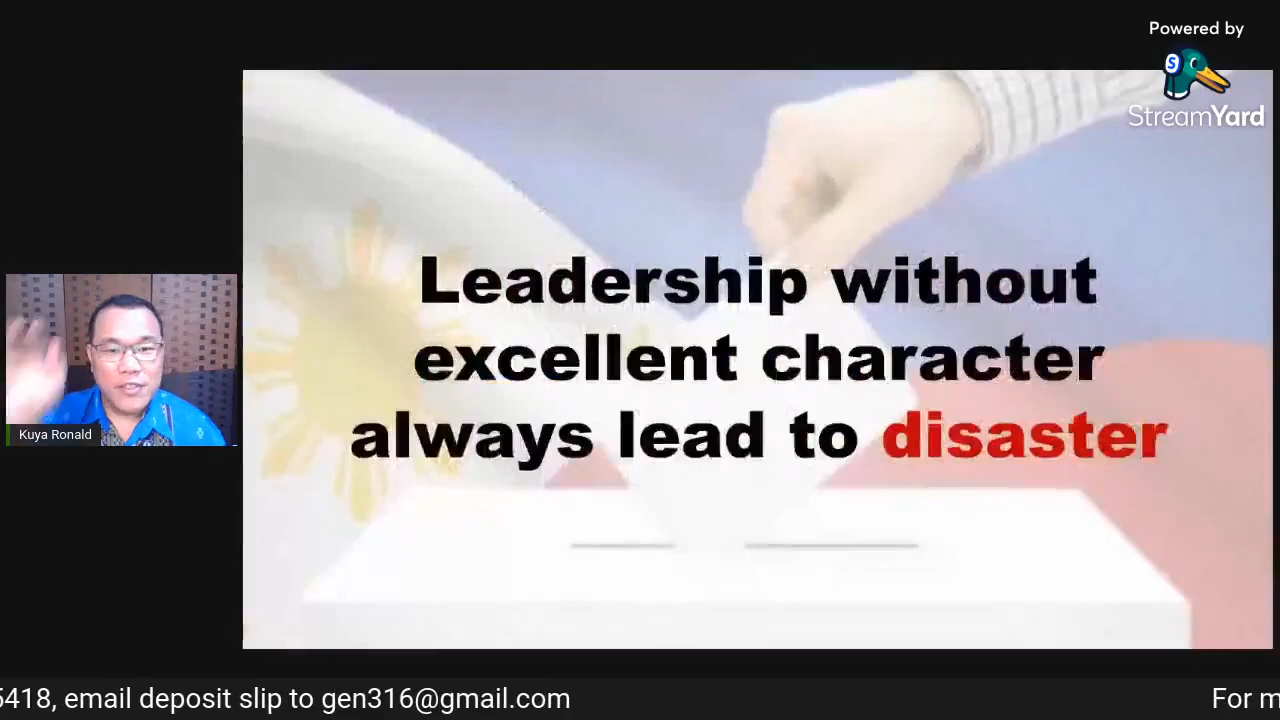 Powered by
StreamYard
Leadership without
excellent character
always lead to disaster
Kuya Ronald
5418, email deposit slip to gen316@gmail.com
For m